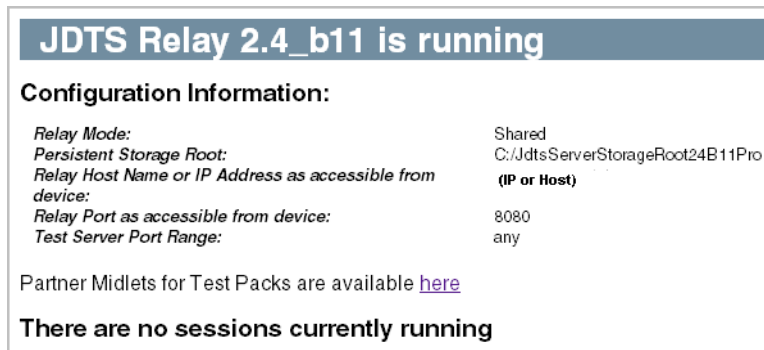 JDTS Relay 2.4_b11 is running
Configuration Information:
Relay Mode: Shared
Persistent Storage Root: C:/JdtsServerStorageRoot24B11Pro
Relay Host Name or IP Address as accessible from (IP or Host)
device:
Relay Port as accessible from device: 8080
Test Server Port Range: any
Partner Midlets for Test Packs are available here
There are no sessions currently running